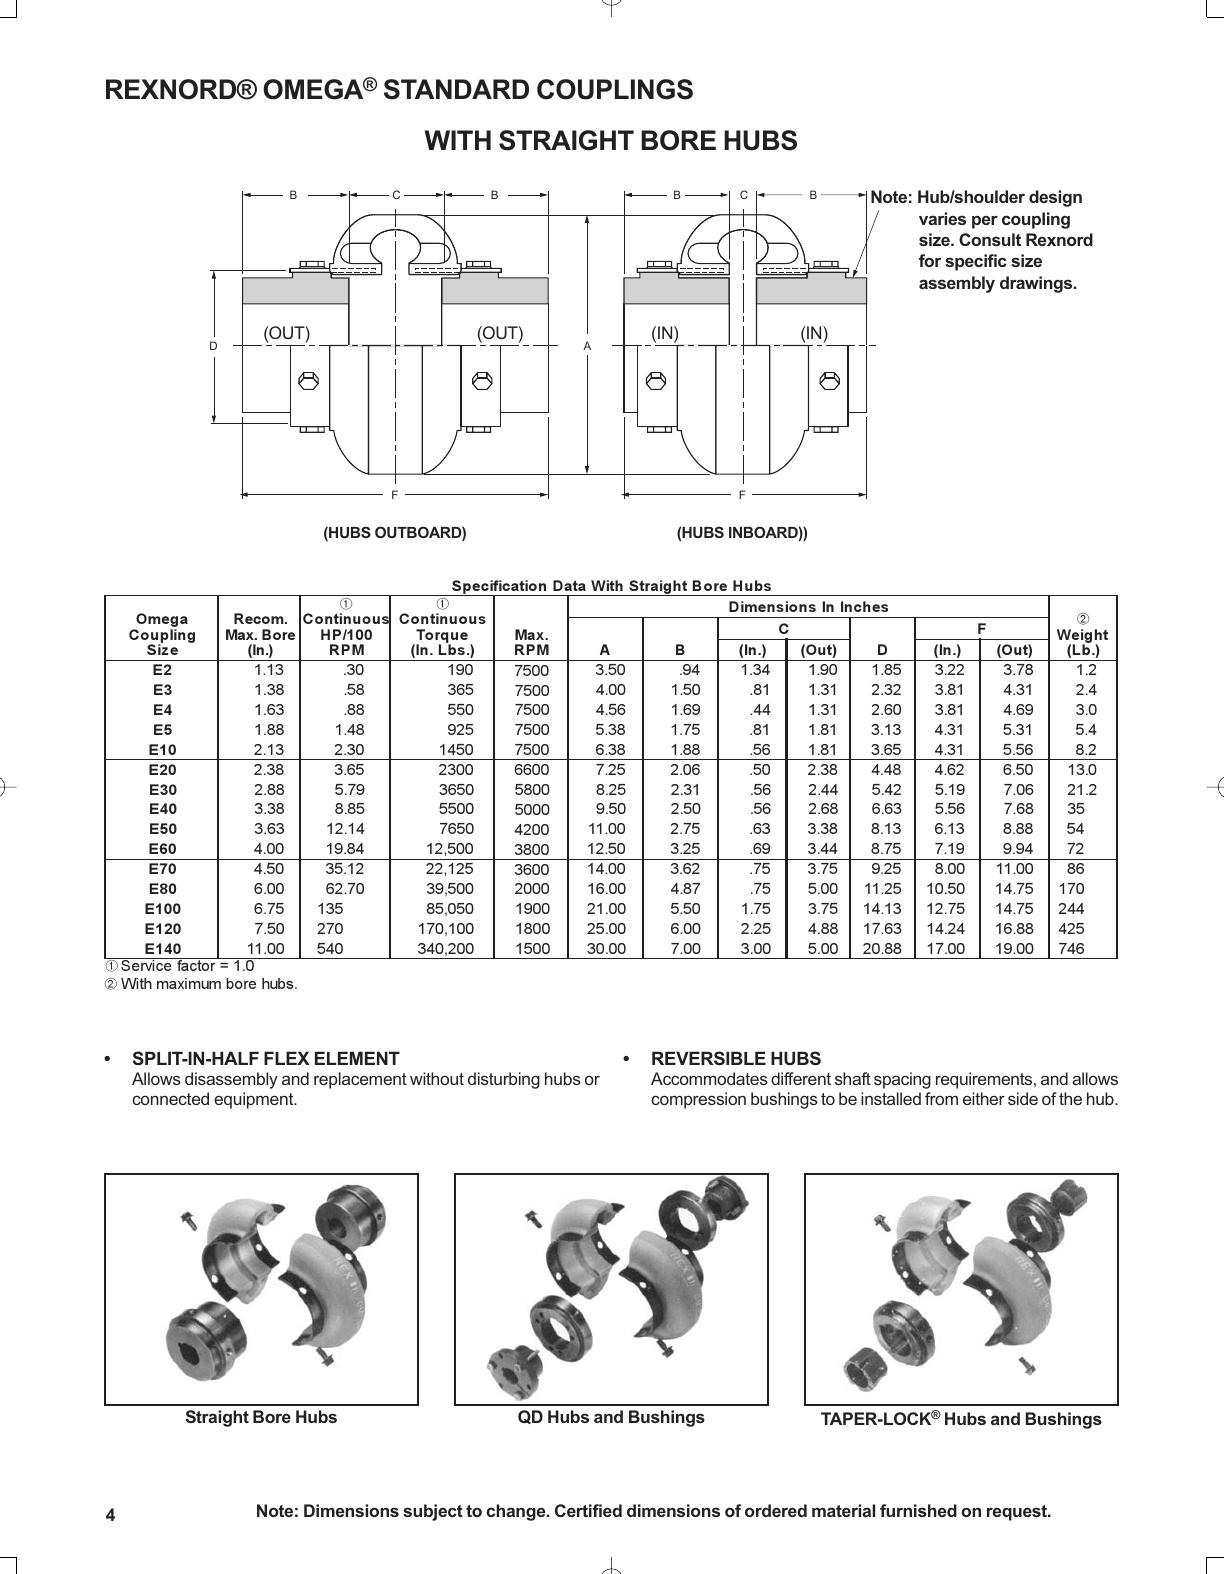 REXNORD® OMEGA® STANDARD COUPLINGS
WITH STRAIGHT BORE HUBS
B C B B C B
Note: Hub/shoulder design
varies per coupling
size. Consult Rexnord
for specific size
assembly drawings.
(OUT) (OUT) (IN) (IN)
D A
F F
(HUBS OUTBOARD) (HUBS INBOARD))
Specification Data With Straight Bore Hubs
① ① Dimensions In Inches
Omega Recom. Continuous Continuous C F ②
Coupling Max. Bore HP/100 Torque Max. Weight
Size (In.) RPM (In. Lbs.) RPM A B (In.) (Out) D (In.) (Out) (Lb.)
E2 1.13 .30 190 7500 3.50 .94 1.34 1.90 1.85 3.22 3.78 1.2
E3 1.38 .58 365 7500 4.00 1.50 .81 1.31 2.32 3.81 4.31 2.4
E4 1.63 .88 550 7500 4.56 1.69 .44 1.31 2.60 3.81 4.69 3.0
E5 1.88 1.48 925 7500 5.38 1.75 .81 1.81 3.13 4.31 5.31 5.4
E10 2.13 2.30 1450 7500 6.38 1.88 .56 1.81 3.65 4.31 5.56 8.2
E20 2.38 3.65 2300 6600 7.25 2.06 .50 2.38 4.48 4.62 6.50 13.0
E30 2.88 5.79 3650 5800 8.25 2.31 .56 2.44 5.42 5.19 7.06 21.2
E40 3.38 8.85 5500 5000 9.50 2.50 .56 2.68 6.63 5.56 7.68 35
E50 3.63 12.14 7650 4200 11.00 2.75 .63 3.38 8.13 6.13 8.88 54
E60 4.00 19.84 12,500 3800 12.50 3.25 .69 3.44 8.75 7.19 9.94 72
E70 4.50 35.12 22,125 3600 14.00 3.62 .75 3.75 9.25 8.00 11.00 86
E80 6.00 62.70 39,500 2000 16.00 4.87 .75 5.00 11.25 10.50 14.75 170
E100 6.75 135 85,050 1900 21.00 5.50 1.75 3.75 14.13 12.75 14.75 244
E120 7.50 270 170,100 1800 25.00 6.00 2.25 4.88 17.63 14.24 16.88 425
E140 11.00 540 340,200 1500 30.00 7.00 3.00 5.00 20.88 17.00 19.00 746
① Service factor = 1.0
② With maximum bore hubs.
• SPLIT-IN-HALF FLEX ELEMENT
Allows disassembly and replacement without disturbing hubs or
connected equipment.
• REVERSIBLE HUBS
Accommodates different shaft spacing requirements, and allows
compression bushings to be installed from either side of the hub.
Straight Bore Hubs
QD Hubs and Bushings
TAPER-LOCK® Hubs and Bushings
4
Note: Dimensions subject to change. Certified dimensions of ordered material furnished on request.